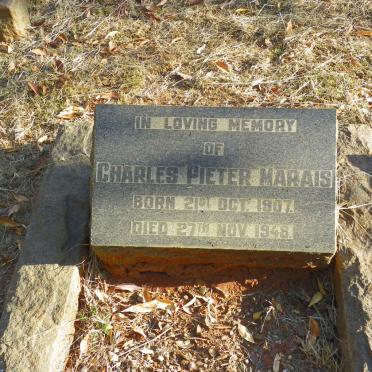 IN LOVING MEMORY
OF
CHARLES PIETER MARAIS
BORN 21ST OCT. 1907.
DIED 27TH NOV. 1948.